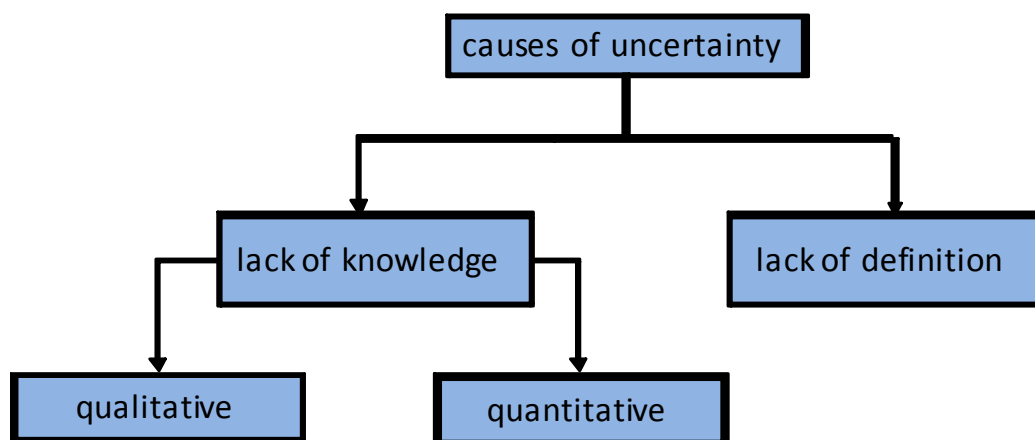 causes of uncertainty
lack of knowledge
lack of definition
qualitative
quantitative